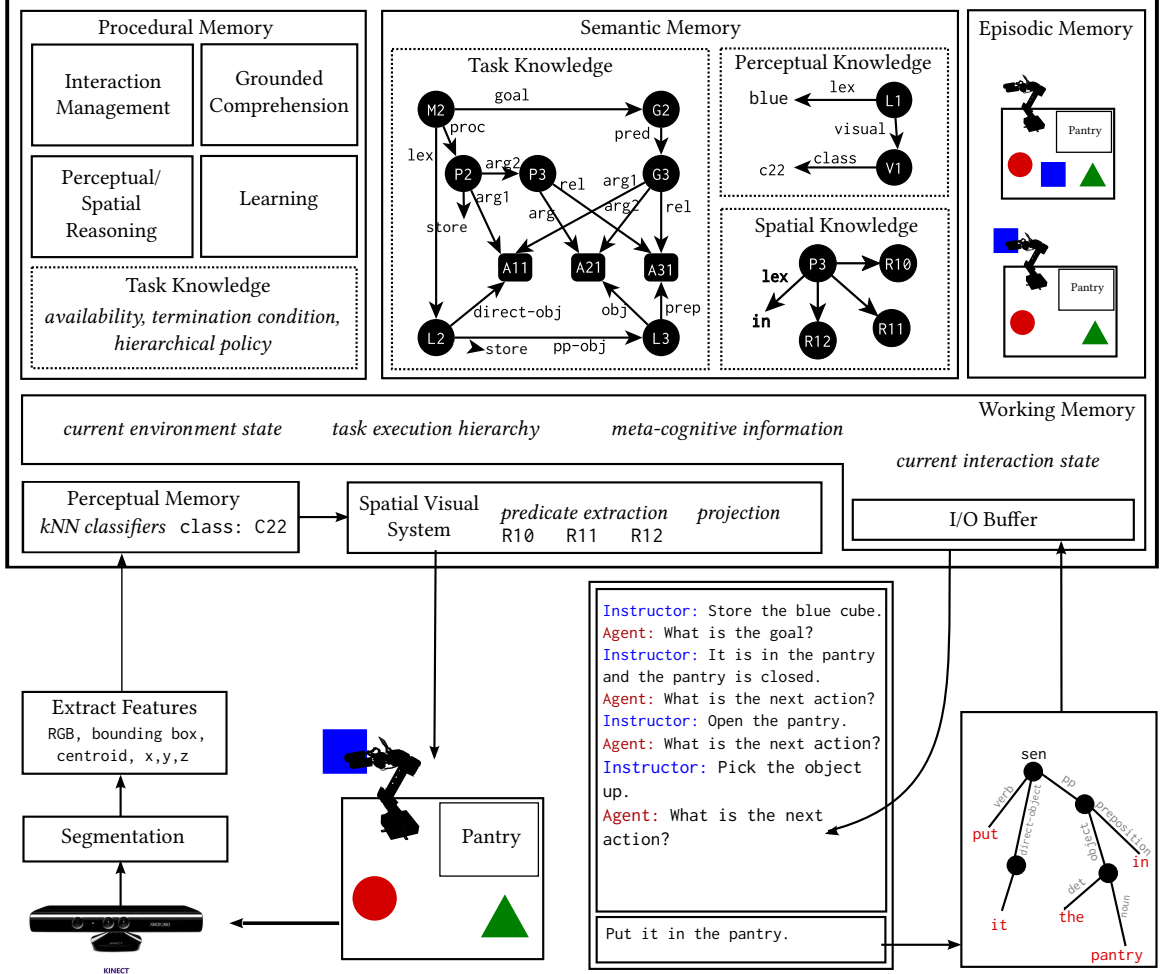 Procedural Memory
Interaction
Management
Grounded
Comprehension
Perceptual/
Spatial
Reasoning
Learning
Task Knowledge
availability, termination condition,
hierarchical policy
Semantic Memory
Task Knowledge
M2
goal
G2
proc
pred
lex
P2
arg2
P3
rel
arg1
G3
arg1
arg
arg2
rel
store
A11
A21
A31
direct-obj
obj
prep
L2
store
pp-obj
L3
Perceptual Knowledge
blue
lex
L1
visual
c22
class
V1
Spatial Knowledge
P3
R10
lex
in
R12
R11
Episodic Memory
Pantry
Pantry
Working Memory
current environment state
task execution hierarchy
meta-cognitive information
current interaction state
I/O Buffer
Perceptual Memory
kNN classifiers class: C22
Spatial Visual
System
predicate extraction
projection
R10 R11 R12
Extract Features
RGB, bounding box,
centroid, x,y,z
Segmentation
KINECT
KINECT
Pantry
Instructor: Store the blue cube.
Agent: What is the goal?
Instructor: It is in the pantry
and the pantry is closed.
Agent: What is the next action?
Instructor: Open the pantry.
Agent: What is the next action?
Instructor: Pick the object
up.
Agent: What is the next
action?
Put it in the pantry.
sen
verb
direct-object
pp
preposition
object
put
in
det
noun
it
the
pantry